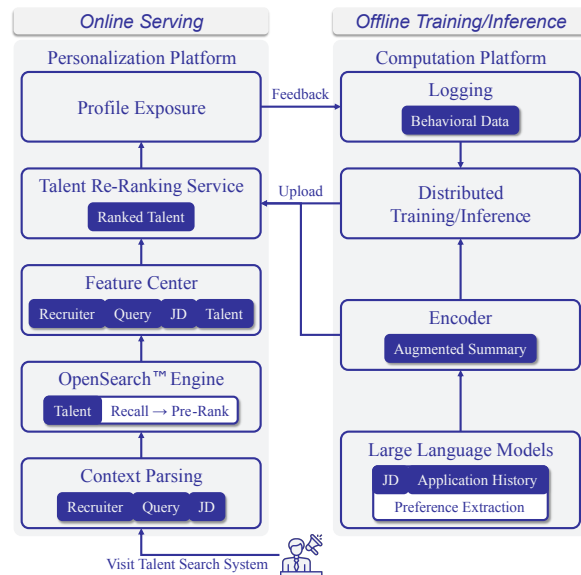 Online Serving
Offline Training/Inference
Personalization Platform
Profile Exposure
Talent Re-Ranking Service
Ranked Talent
Feature Center
Recruiter Query JD Talent
OpenSearch™ Engine
Talent Recall → Pre-Rank
Context Parsing
Recruiter Query JD
Visit Talent Search System
Feedback
Upload
Computation Platform
Logging
Behavioral Data
Distributed
Training/Inference
Encoder
Augmented Summary
Large Language Models
JD Application History
Preference Extraction